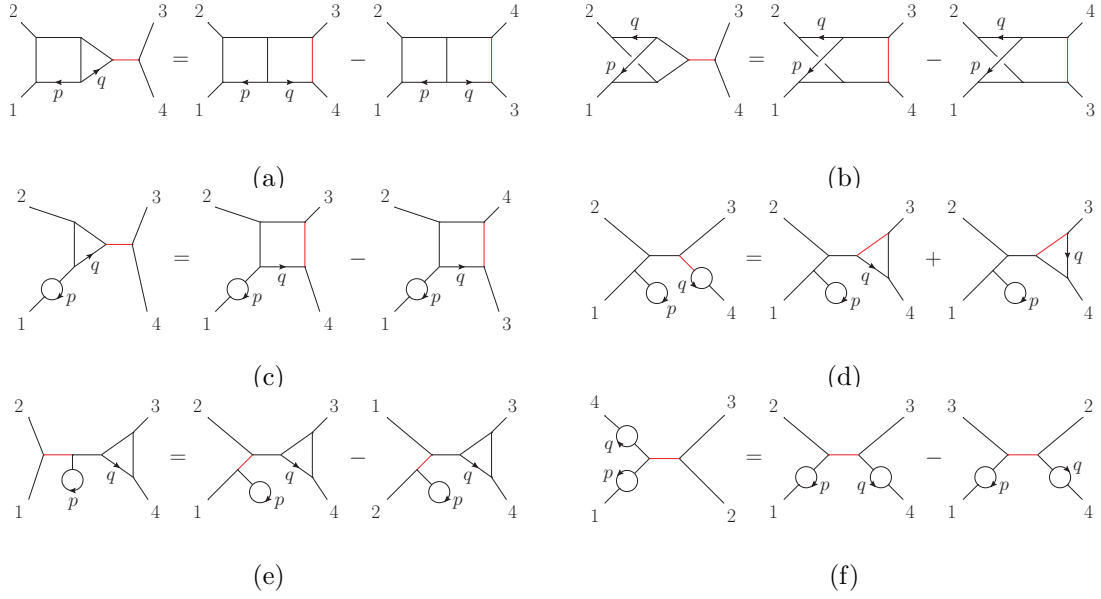 2 3 2 3 2 4
= −
p q p q p q
1 4 1 4 1 3
(a)
2 3 2 3 2 4
q q q
p = p − p
1 4 1 4 1 3
(b)
2 3 2 3 2 4
= −
q q q
p p p
1 4 1 4 1 3
(c)
2 3 2 3 2 3
= + q
q q
p p p
1 4 1 4 1 4
(d)
2 3 2 3 1 3
= −
q q q
p p p
1 4 1 4 2 4
(e)
4 3 2 3 3 2
q = −
p q
p q p
1 2 1 4 1 4
(f)